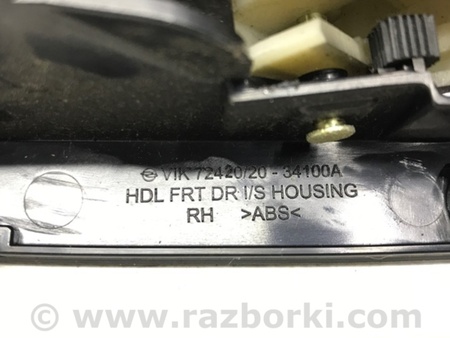 VIK 72420/20 - 34100A
HDL FRT DR I/S HOUSING
RH >ABS<
© www.razborki.com